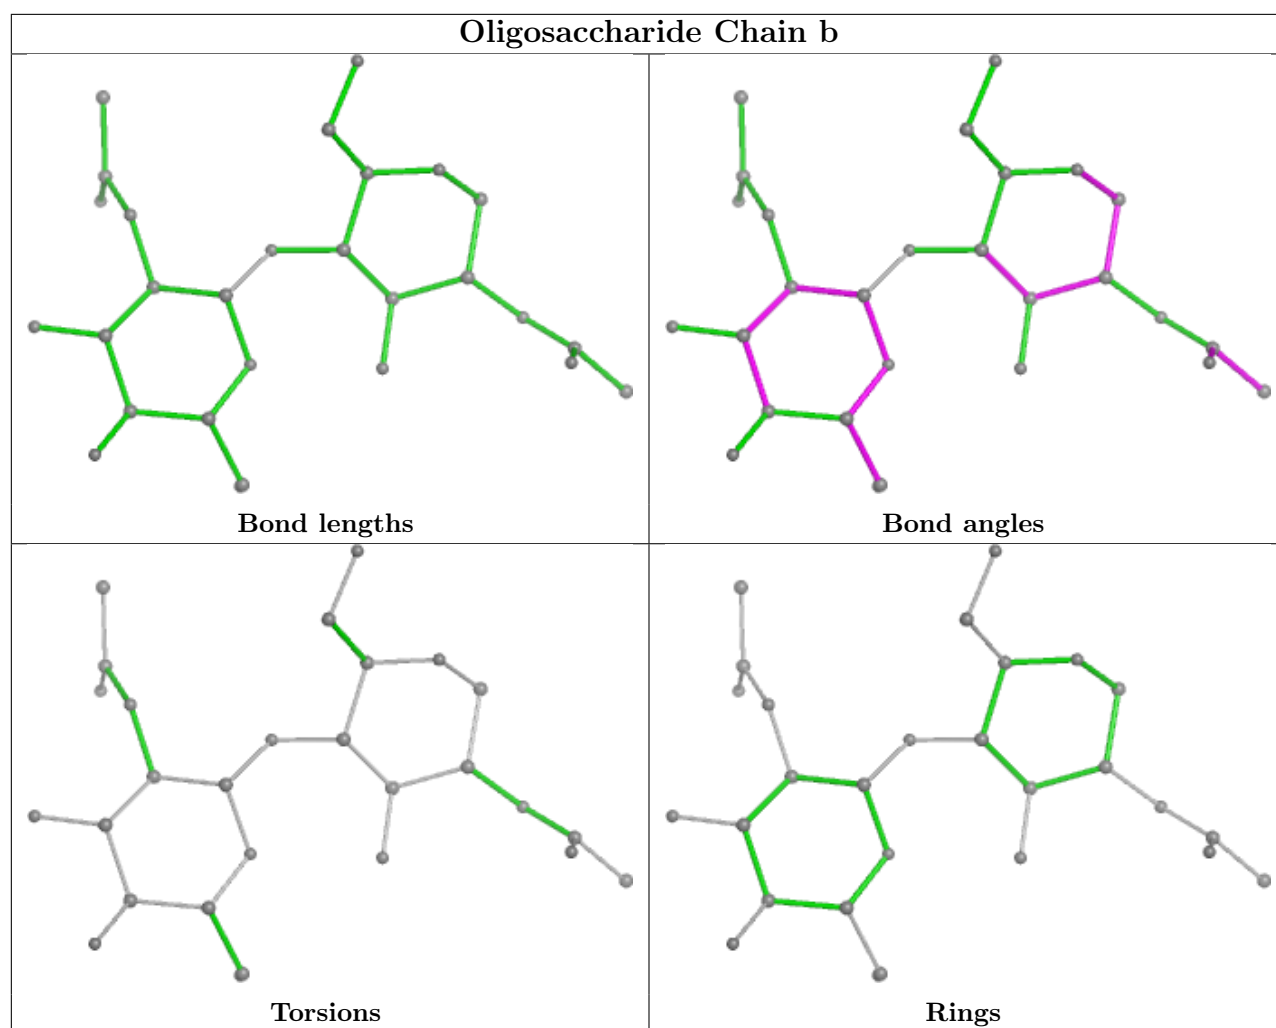 Oligosaccharide Chain b
Bond lengths
Bond angles
Torsions
Rings